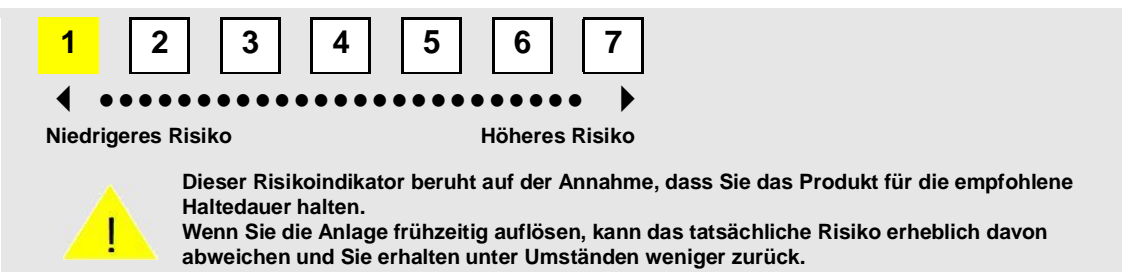 1 2 3 4 5 6 7
Niedrigeres Risiko Höheres Risiko
Dieser Risikoindikator beruht auf der Annahme, dass Sie das Produkt für die empfohlene
Haltedauer halten.
!
Wenn Sie die Anlage frühzeitig auflösen, kann das tatsächliche Risiko erheblich davon
abweichen und Sie erhalten unter Umständen weniger zurück.